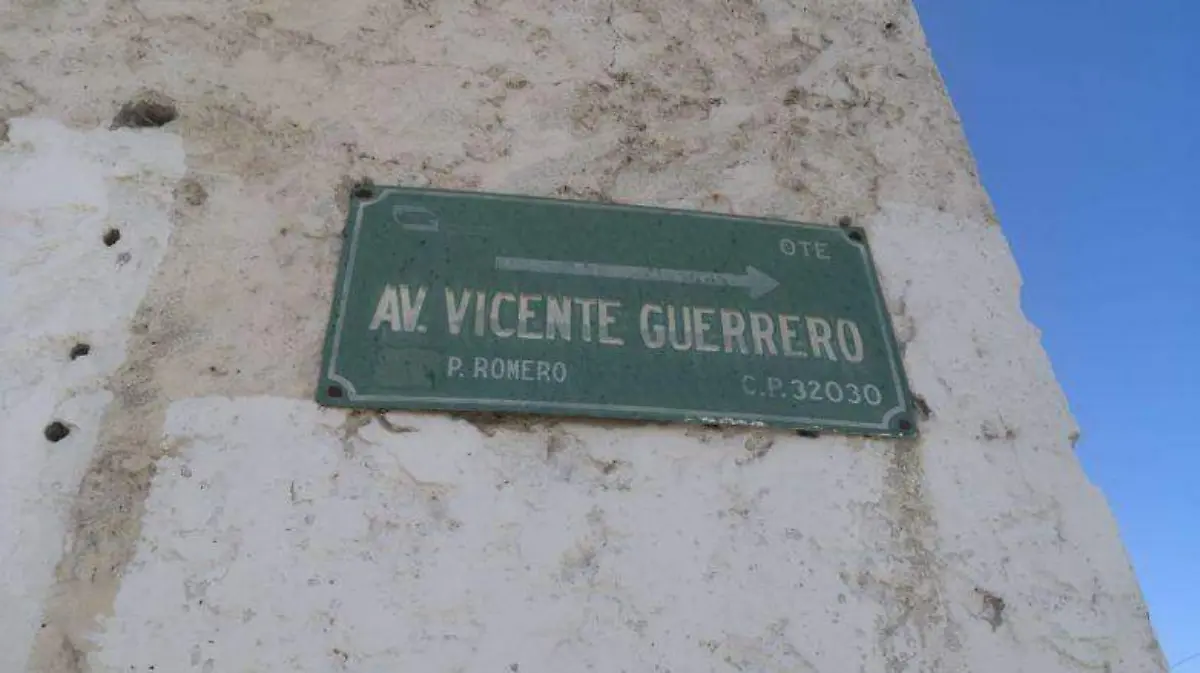 OTE
AV. VICENTE GUERRERO
P. ROMERO
C.P. 32030